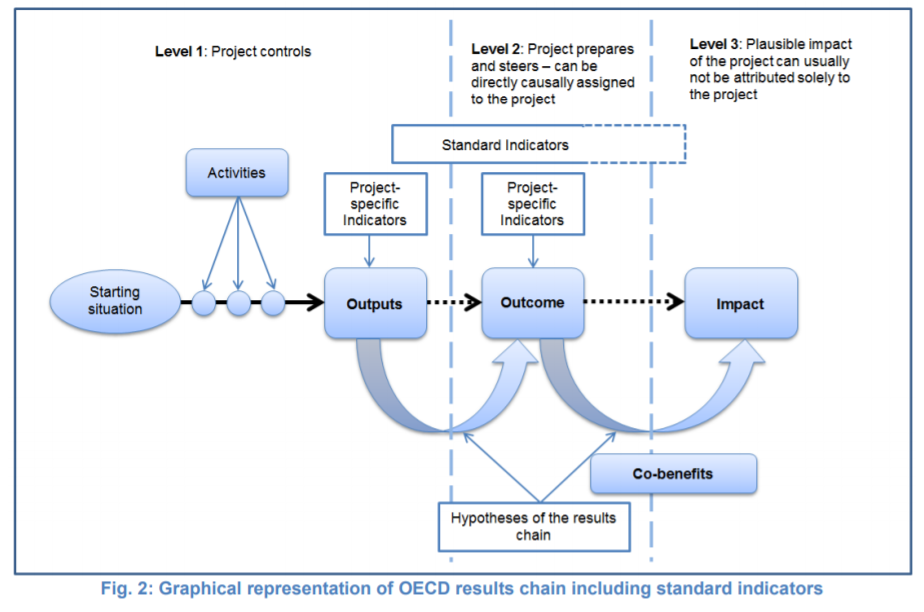 Level 1: Project controls
Level 2: Project prepares
and steers – can be
directly causally assigned
to the project
Level 3: Plausible impact
of the project can usually
not be attributed solely to
the project
Standard Indicators
Activities
Project-
specific
Indicators
Project-
specific
Indicators
Starting
situation
Outputs
Outcome
Impact
Co-benefits
Hypotheses of the results
chain
Fig. 2: Graphical representation of OECD results chain including standard indicators